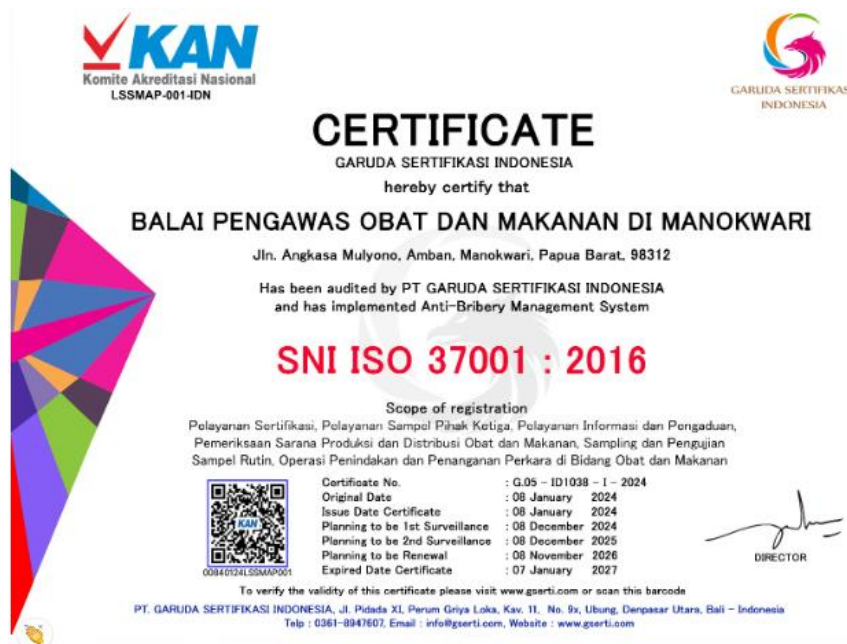 KAN
Komite Akreditasi Nasional
LSSMAP-001-IDN
GARUDA SERTIFIKASI
INDONESIA
CERTIFICATE
GARUDA SERTIFIKASI INDONESIA
hereby certify that
BALAI PENGAWAS OBAT DAN MAKANAN DI MANOKWARI
Jln. Angkasa Mulyono, Amban, Manokwari, Papua Barat, 98312
Has been audited by PT GARUDA SERTIFIKASI INDONESIA
and has implemented Anti-Bribery Management System
SNI ISO 37001 : 2016
Scope of registration
Pelayanan Sertifikasi, Pelayanan Sampel Pihak Ketiga, Pelayanan Informasi dan Pengaduan,
Pemeriksaan Sarana Produksi dan Distribusi Obat dan Makanan, Sampling dan Pengujian
Sampel Rutin, Operasi Penindakan dan Penanganan Perkara di Bidang Obat dan Makanan
Certificate No. : G.05 - ID1038 - I - 2024
Original Date : 08 January 2024
Issue Date Certificate : 08 January 2024
Planning to be 1st Surveillance : 08 December 2024
Planning to be 2nd Surveillance : 08 December 2025
Planning to be Renewal : 08 November 2026
Expired Date Certificate : 07 January 2027
KAN
00840124LSSMAP001
DIRECTOR
To verify the validity of this certificate please visit www.gserti.com or scan this barcode
PT. GARUDA SERTIFIKASI INDONESIA, Jl. Pidada XI, Perum Griya Loka, Kav. 11, No. 9x, Ubung, Denpasar Utara, Bali - Indonesia
Telp : 0361-8947607, Email : info@gserti.com, Website : www.gserti.com